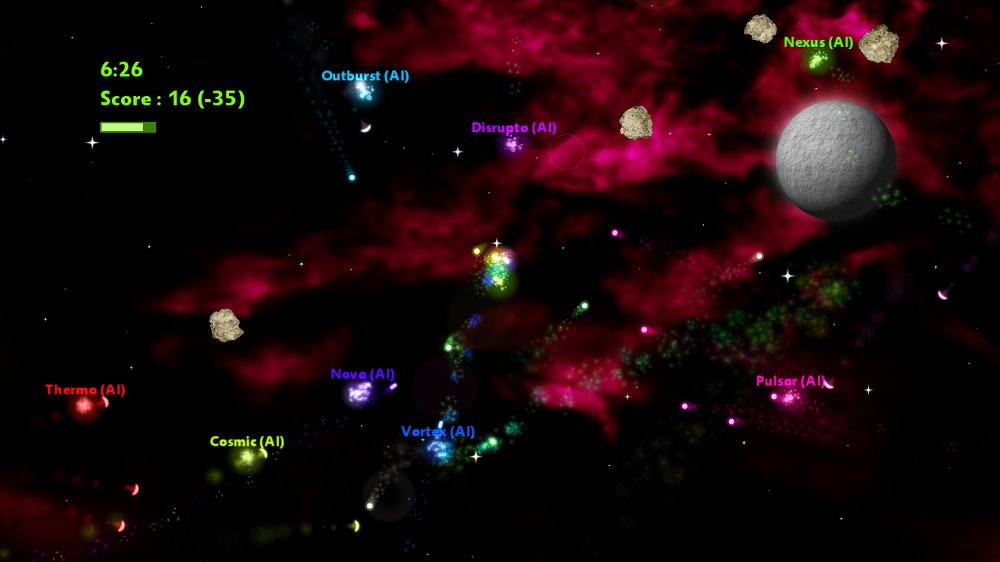 6:26
Score : 16 (-35)
Outburst (AI)
Nexus (AI)
Disrupto (AI)
Thermo (AI)
Nova (AI)
Pulsar (AI)
Cosmic (AI)
Vortex (AI)